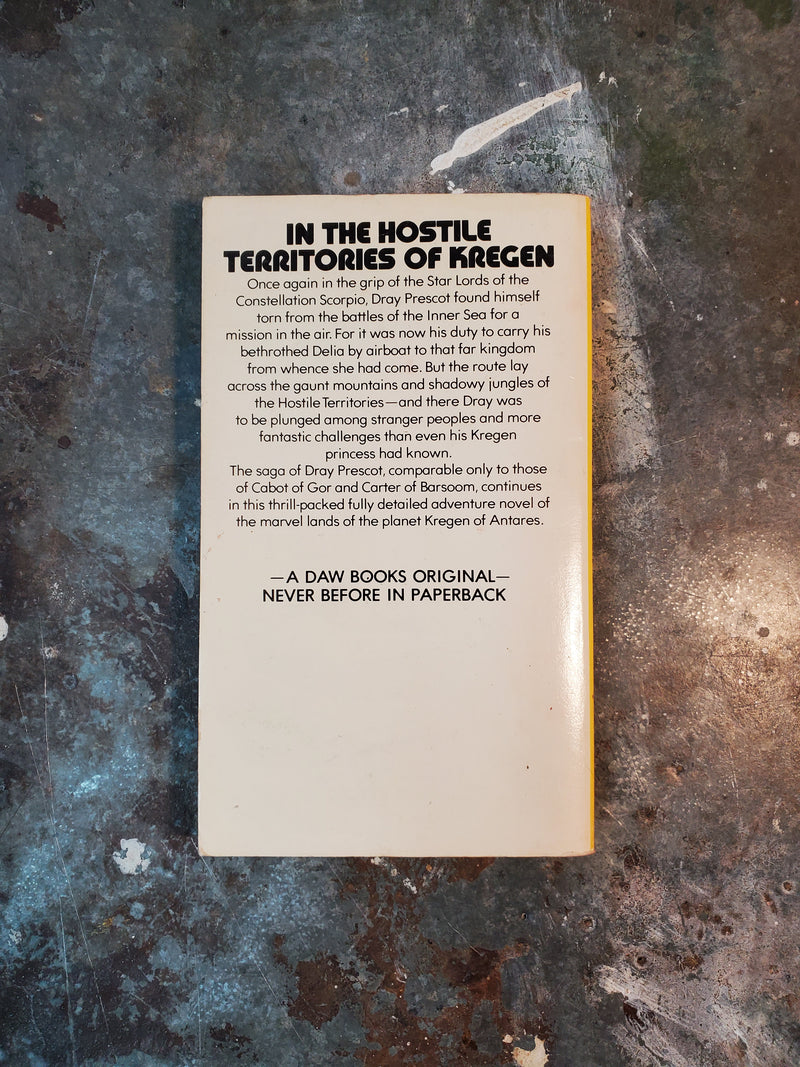 IN THE HOSTILE
TERRITORIES OF KREGEN
Once again in the grip of the Star Lords of the
Constellation Scorpio, Dray Prescot found himself
torn from the battles of the Inner Sea for a
mission in the air. For it was now his duty to carry his
bethrothed Delia by airboat to that far kingdom
from whence she had come. But the route lay
across the gaunt mountains and shadowy jungles of
the Hostile Territories—and there Dray was
to be plunged among stranger peoples and more
fantastic challenges than even his Kregen
princess had known.
The saga of Dray Prescot, comparable only to those
of Cabot of Gor and Carter of Barsoom, continues
in this thrill-packed fully detailed adventure novel of
the marvel lands of the planet Kregen of Antares.
—A DAW BOOKS ORIGINAL—
NEVER BEFORE IN PAPERBACK